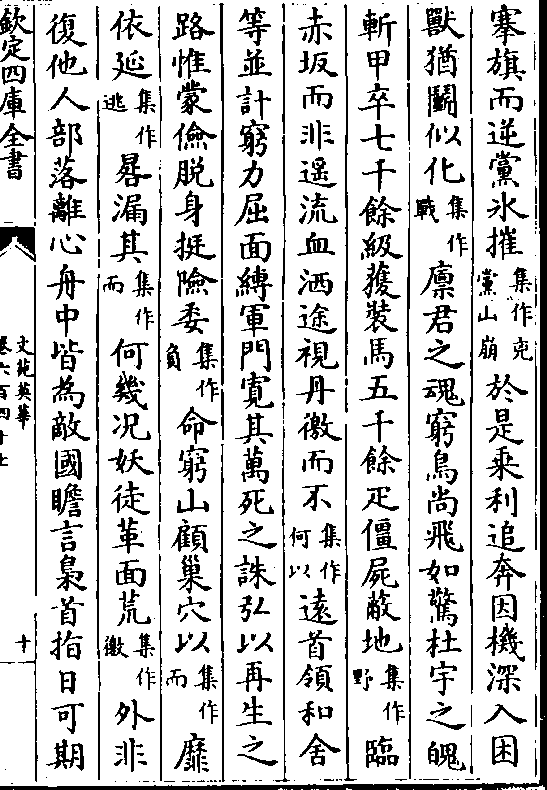 搴旗而逆黨氷摧集作克黨山崩於是乗利追奔因機深入困
獸猶鬭似化集作戰廪君之魂窮鳥尚飛如驚杜宇之魄
斬甲卒七千餘級獲装馬五千餘疋僵屍蔽地集作野臨
赤坂而非遥流血洒途視丹徼而不集作何以遠首領和舍
等並計窮力屈面縛軍門寛其萬死之誅弘以再生之
路惟蒙儉脱身挺險委集作負命窮山顧巢穴以集作而靡
依延集作逃晷漏其集作而何幾况妖徒革面荒集作徼外非
復他人部落離心舟中皆為敵國瞻言梟首指日可期
欽定四庫全書
文苑英華
卷六百四十七
十